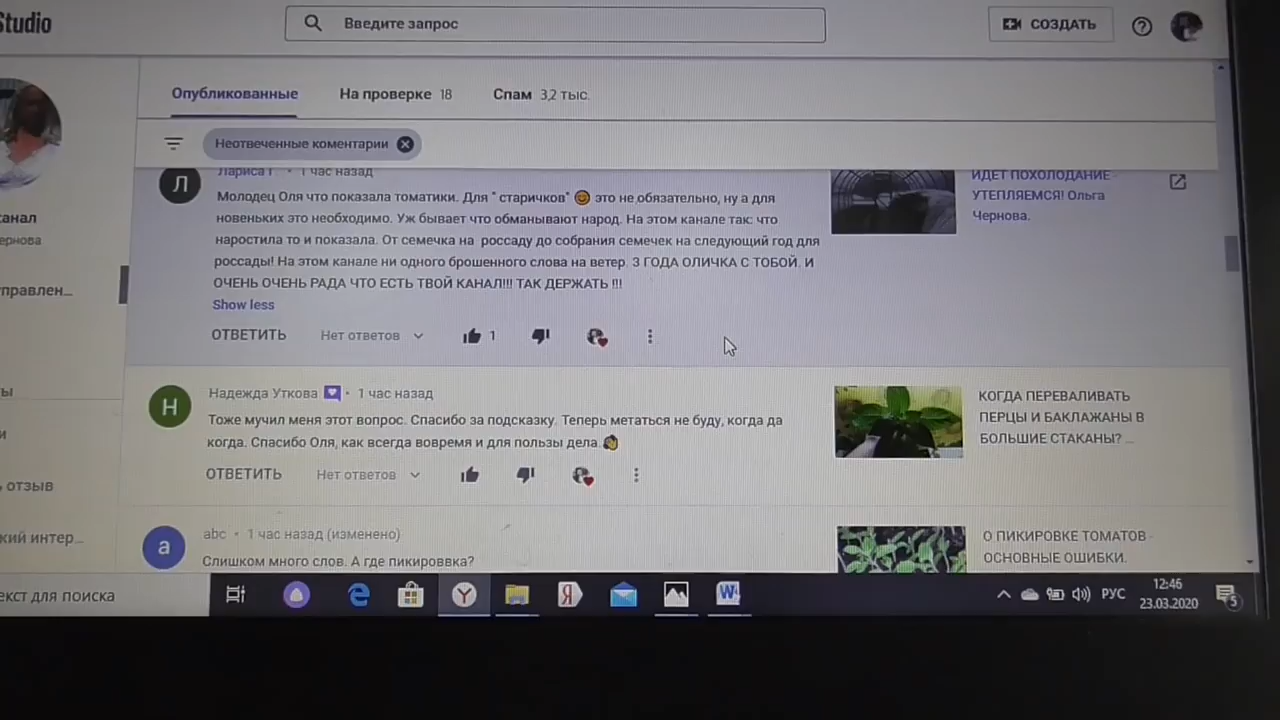 Studio
Введите запрос
СОЗДАТЬ
Опубликованные
На проверке 18
Спам 3,2 тыс.
Неотвеченные коментарии
Л
Лариса Г. • 1 час назад
Молодец Оля что показала томатики. Для " старичков" 😊 это не обязательно, ну а для
новеньких это необходимо. Уж бывает что обманывают народ. На этом канале так: что
наростила то и показала. От семечка на россаду до собрания семечек на следующий год для
россады! На этом канале ни одного брошенного слова на ветер. 3 ГОДА ОЛИЧКА С ТОБОЙ. И
ОЧЕНЬ ОЧЕНЬ РАДА ЧТО ЕСТЬ ТВОЙ КАНАЛ!!! ТАК ДЕРЖАТЬ !!!
Show less
ОТВЕТИТЬ
Нет ответов
1
ИДЕТ ПОХОЛОДАНИЕ -
УТЕПЛЯЕМСЯ! Ольга
Чернова.
Н
Надежда Уткова • 1 час назад
Тоже мучил меня этот вопрос. Спасибо за подсказку. Теперь метаться не буду, когда да
когда. Спасибо Оля, как всегда вовремя и для пользы дела.
ОТВЕТИТЬ
Нет ответов
КОГДА ПЕРЕВАЛИВАТЬ
ПЕРЦЫ И БАКЛАЖАНЫ В
БОЛЬШИЕ СТАКАНЫ? ...
a
abc • 1 час назад (изменено)
Слишком много слов. А где пикироввка?
О ПИКИРОВКЕ ТОМАТОВ -
ОСНОВНЫЕ ОШИБКИ.
анал
ернова
правлен...
ты
и
ь отзыв
кий интер...
екст для поиска
РУС
12:46
23.03.2020
5